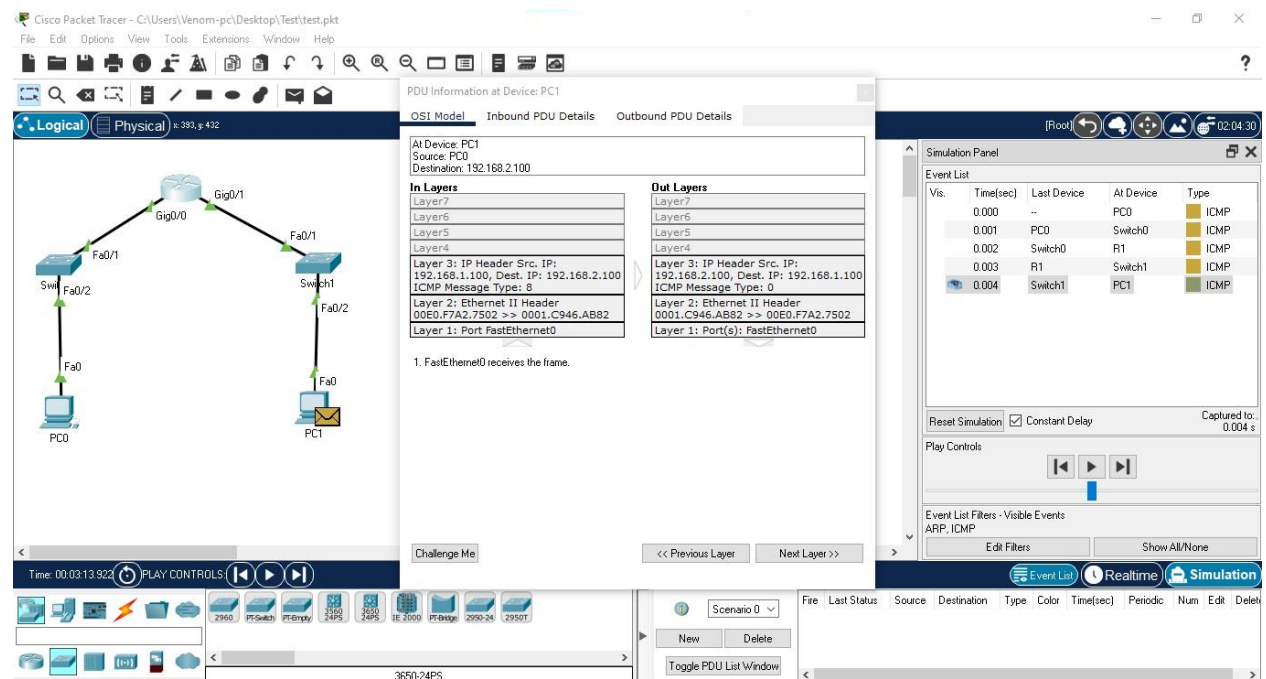 Cisco Packet Tracer - C:\Users\Venom-pc\Desktop\Test\test.pkt
File Edit Options View Tools Extensions Window Help
?
Logical Physical x: 393, y: 432
[Root] 02:04:30
Gig0/1
Gig0/0
Fa0/1
Fa0/1
Swit Fa0/2
Switch1
Fa0/2
Fa0
Fa0
PC0
PC1
PDU Information at Device: PC1
OSI Model Inbound PDU Details Outbound PDU Details
At Device: PC1
Source: PC0
Destination: 192.168.2.100
In Layers
Layer7
Layer6
Layer5
Layer4
Layer 3: IP Header Src. IP:
192.168.1.100, Dest. IP: 192.168.2.100
ICMP Message Type: 8
Layer 2: Ethernet II Header
00E0.F7A2.7502 >> 0001.C946.AB82
Layer 1: Port FastEthernet0
Out Layers
Layer7
Layer6
Layer5
Layer4
Layer 3: IP Header Src. IP:
192.168.2.100, Dest. IP: 192.168.1.100
ICMP Message Type: 0
Layer 2: Ethernet II Header
0001.C946.AB82 >> 00E0.F7A2.7502
Layer 1: Port(s): FastEthernet0
1. FastEthernet0 receives the frame.
Challenge Me << Previous Layer Next Layer >>
Simulation Panel
Event List
Vis. Time(sec) Last Device At Device Type
0.000 -- PC0 ICMP
0.001 PC0 Switch0 ICMP
0.002 Switch0 R1 ICMP
0.003 R1 Switch1 ICMP
0.004 Switch1 PC1 ICMP
Reset Simulation Constant Delay Captured to:
0.004 s
Play Controls
Event List Filters - Visible Events
ARP, ICMP
Edit Filters Show All/None
Time: 00:03:13.922 PLAY CONTROLS:
Event List Realtime Simulation
2960 PT-Switch PT-Empty 3560 24PS 3650 24PS IE 2000 PT-Bridge 2950-24 2950T
3650-24PS
Scenario 0
New Delete
Toggle PDU List Window
Fire Last Status Source Destination Type Color Time(sec) Periodic Num Edit Delete